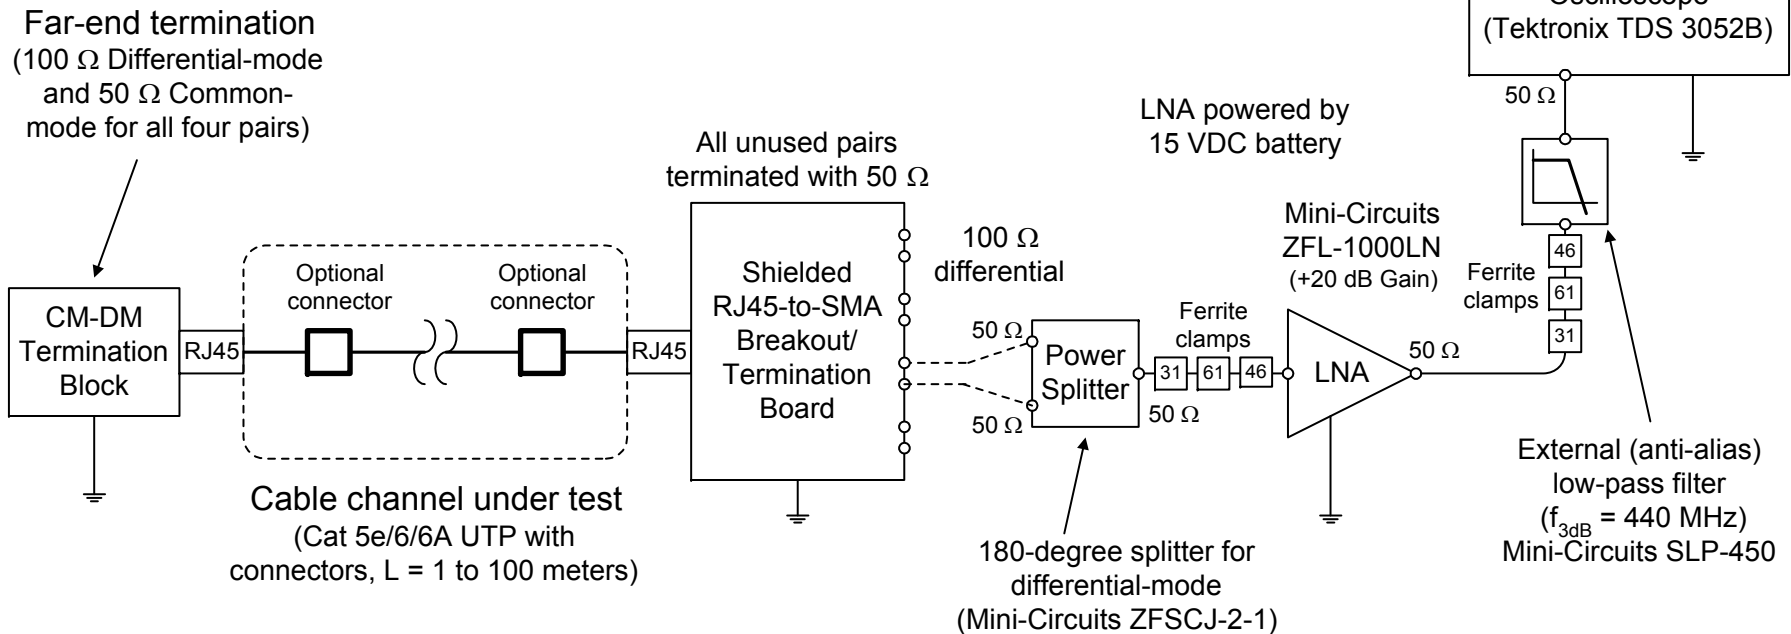 Far-end termination
(100 Ω Differential-mode
and 50 Ω Common-
mode for all four pairs)
CM-DM
Termination
Block
RJ45
Optional
connector
Optional
connector
RJ45
Cable channel under test
(Cat 5e/6/6A UTP with
connectors, L = 1 to 100 meters)
All unused pairs
terminated with 50 Ω
Shielded
RJ45-to-SMA
Breakout/
Termination
Board
100 Ω
differential
50 Ω
50 Ω
Power
Splitter
50 Ω
180-degree splitter for
differential-mode
(Mini-Circuits ZFSCJ-2-1)
Ferrite
clamps
31
61
46
LNA powered by
15 VDC battery
Mini-Circuits
ZFL-1000LN
(+20 dB Gain)
LNA
50 Ω
Ferrite
clamps
46
61
31
Oscilloscope
(Tektronix TDS 3052B)
50 Ω
External (anti-alias)
low-pass filter
(f3dB = 440 MHz)
Mini-Circuits SLP-450